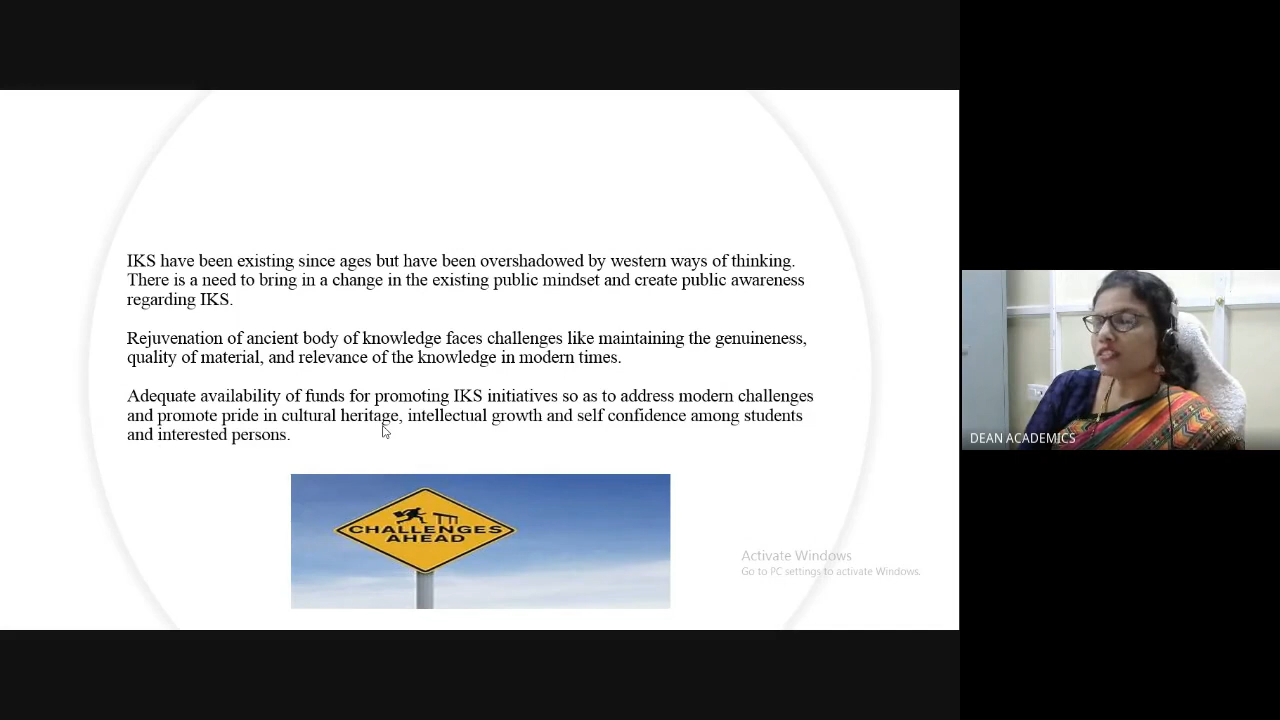 IKS have been existing since ages but have been overshadowed by western ways of thinking.
There is a need to bring in a change in the existing public mindset and create public awareness
regarding IKS.
Rejuvenation of ancient body of knowledge faces challenges like maintaining the genuineness,
quality of material, and relevance of the knowledge in modern times.
Adequate availability of funds for promoting IKS initiatives so as to address modern challenges
and promote pride in cultural heritage, intellectual growth and self confidence among students
and interested persons.
CHALLENGES
AHEAD
Activate Windows
Go to PC settings to activate Windows.
DEAN ACADEMICS